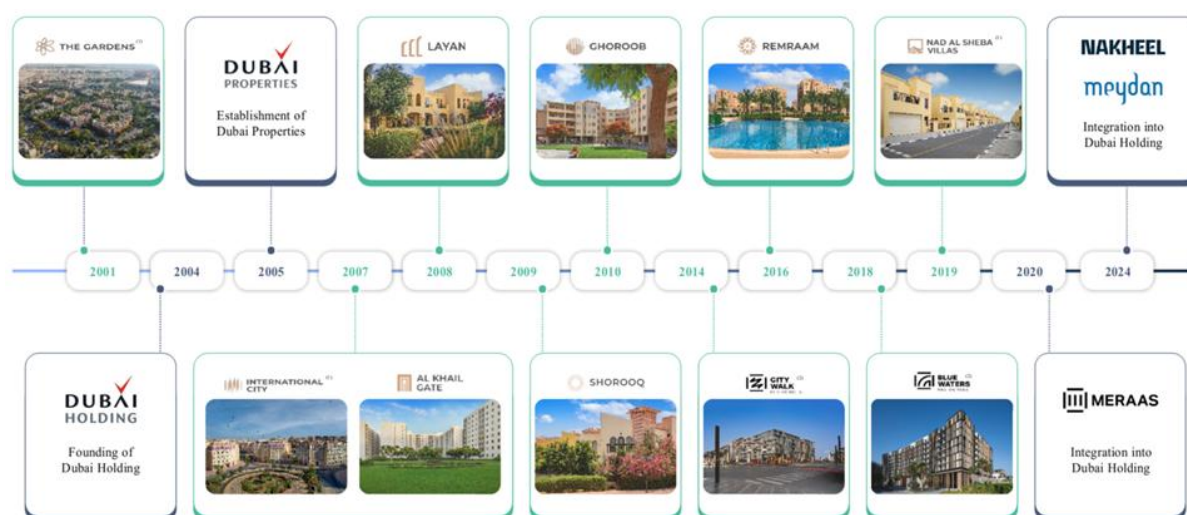 THE GARDENS (1)
DUBAI
PROPERTIES
Establishment of
Dubai Properties
LAYAN
GHOROOB
REMRAAM
NAD AL SHEBA
VILLAS
NAKHEEL
meydan
Integration into
Dubai Holding
2001
2004
2005
2007
2008
2009
2010
2014
2016
2018
2019
2020
2024
DUBAI
HOLDING
Founding of
Dubai Holding
INTERNATIONAL
CITY
AL KHAIL
GATE
SHOROOQ
CITY
WALK
BLUE
WATERS
MERAAS
Integration into
Dubai Holding